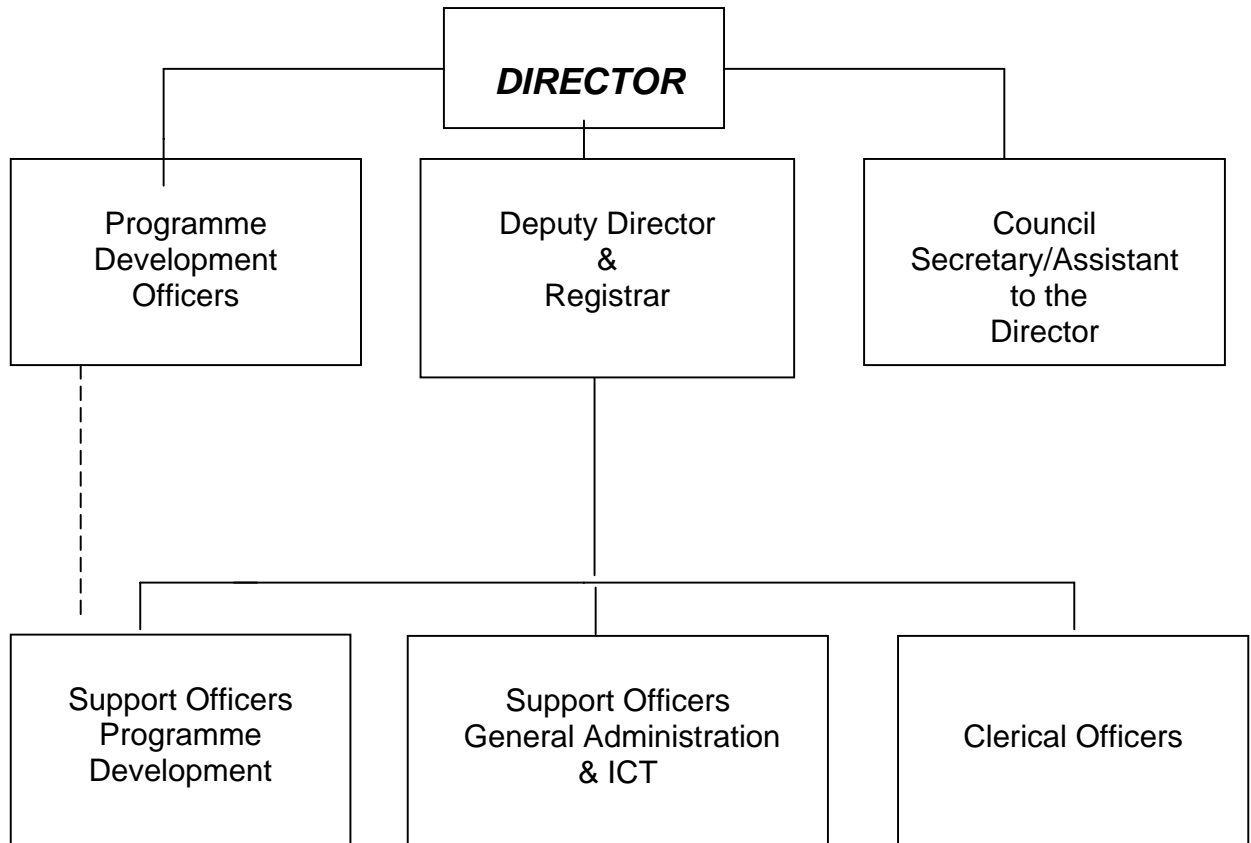 DIRECTOR
Programme
Development
Officers
Deputy Director
&
Registrar
Council
Secretary/Assistant
to the
Director
Support Officers
Programme
Development
Support Officers
General Administration
& ICT
Clerical Officers